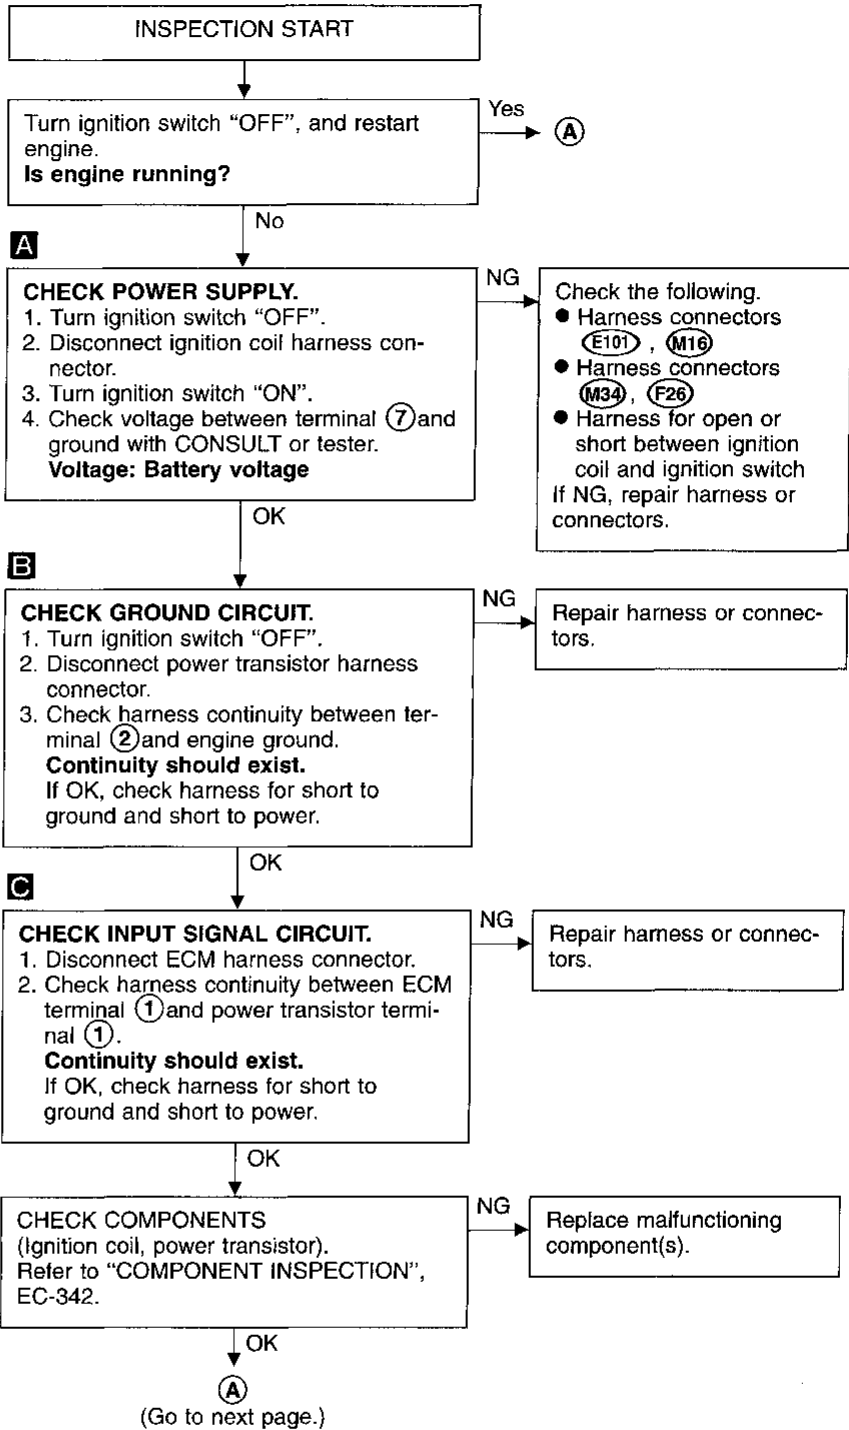 INSPECTION START
Turn ignition switch “OFF”, and restart
engine.
Is engine running?
Yes
A
No
A
CHECK POWER SUPPLY.
1. Turn ignition switch “OFF”.
2. Disconnect ignition coil harness con-
nector.
3. Turn ignition switch “ON”.
4. Check voltage between terminal 7 and
ground with CONSULT or tester.
Voltage: Battery voltage
NG
Check the following.
● Harness connectors
E101 , M16
● Harness connectors
M34 , F26
● Harness for open or
short between ignition
coil and ignition switch
If NG, repair harness or
connectors.
OK
B
CHECK GROUND CIRCUIT.
1. Turn ignition switch “OFF”.
2. Disconnect power transistor harness
connector.
3. Check harness continuity between ter-
minal 2 and engine ground.
Continuity should exist.
If OK, check harness for short to
ground and short to power.
NG
Repair harness or connec-
tors.
OK
C
CHECK INPUT SIGNAL CIRCUIT.
1. Disconnect ECM harness connector.
2. Check harness continuity between ECM
terminal 1 and power transistor termi-
nal 1.
Continuity should exist.
If OK, check harness for short to
ground and short to power.
NG
Repair harness or connec-
tors.
OK
CHECK COMPONENTS
(Ignition coil, power transistor).
Refer to “COMPONENT INSPECTION”,
EC-342.
NG
Replace malfunctioning
component(s).
OK
A
(Go to next page.)